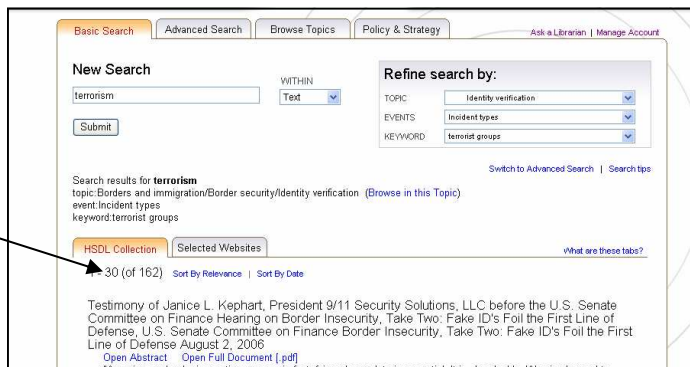 Basic Search Advanced Search Browse Topics Policy & Strategy Ask a Librarian | Manage Account
New Search
WITHIN
terrorism Text
Submit
Refine search by:
TOPIC Identity verification
EVENTS Incident types
KEYWORD terrorist groups
Switch to Advanced Search | Search tips
Search results for terrorism
topic:Borders and immigration/Border security/Identity verification (Browse in this Topic)
event:Incident types
keyword:terrorist groups
HSDL Collection Selected Websites What are these tabs?
- 30 (of 162) Sort By Relevance | Sort By Date
Testimony of Janice L. Kephart, President 9/11 Security Solutions, LLC before the U.S. Senate
Committee on Finance Hearing on Border Insecurity, Take Two: Fake ID's Foil the First Line of
Defense, U.S. Senate Committee on Finance Border Insecurity, Take Two: Fake ID's Foil the First
Line of Defense August 2, 2006
Open Abstract Open Full Document [.pdf]